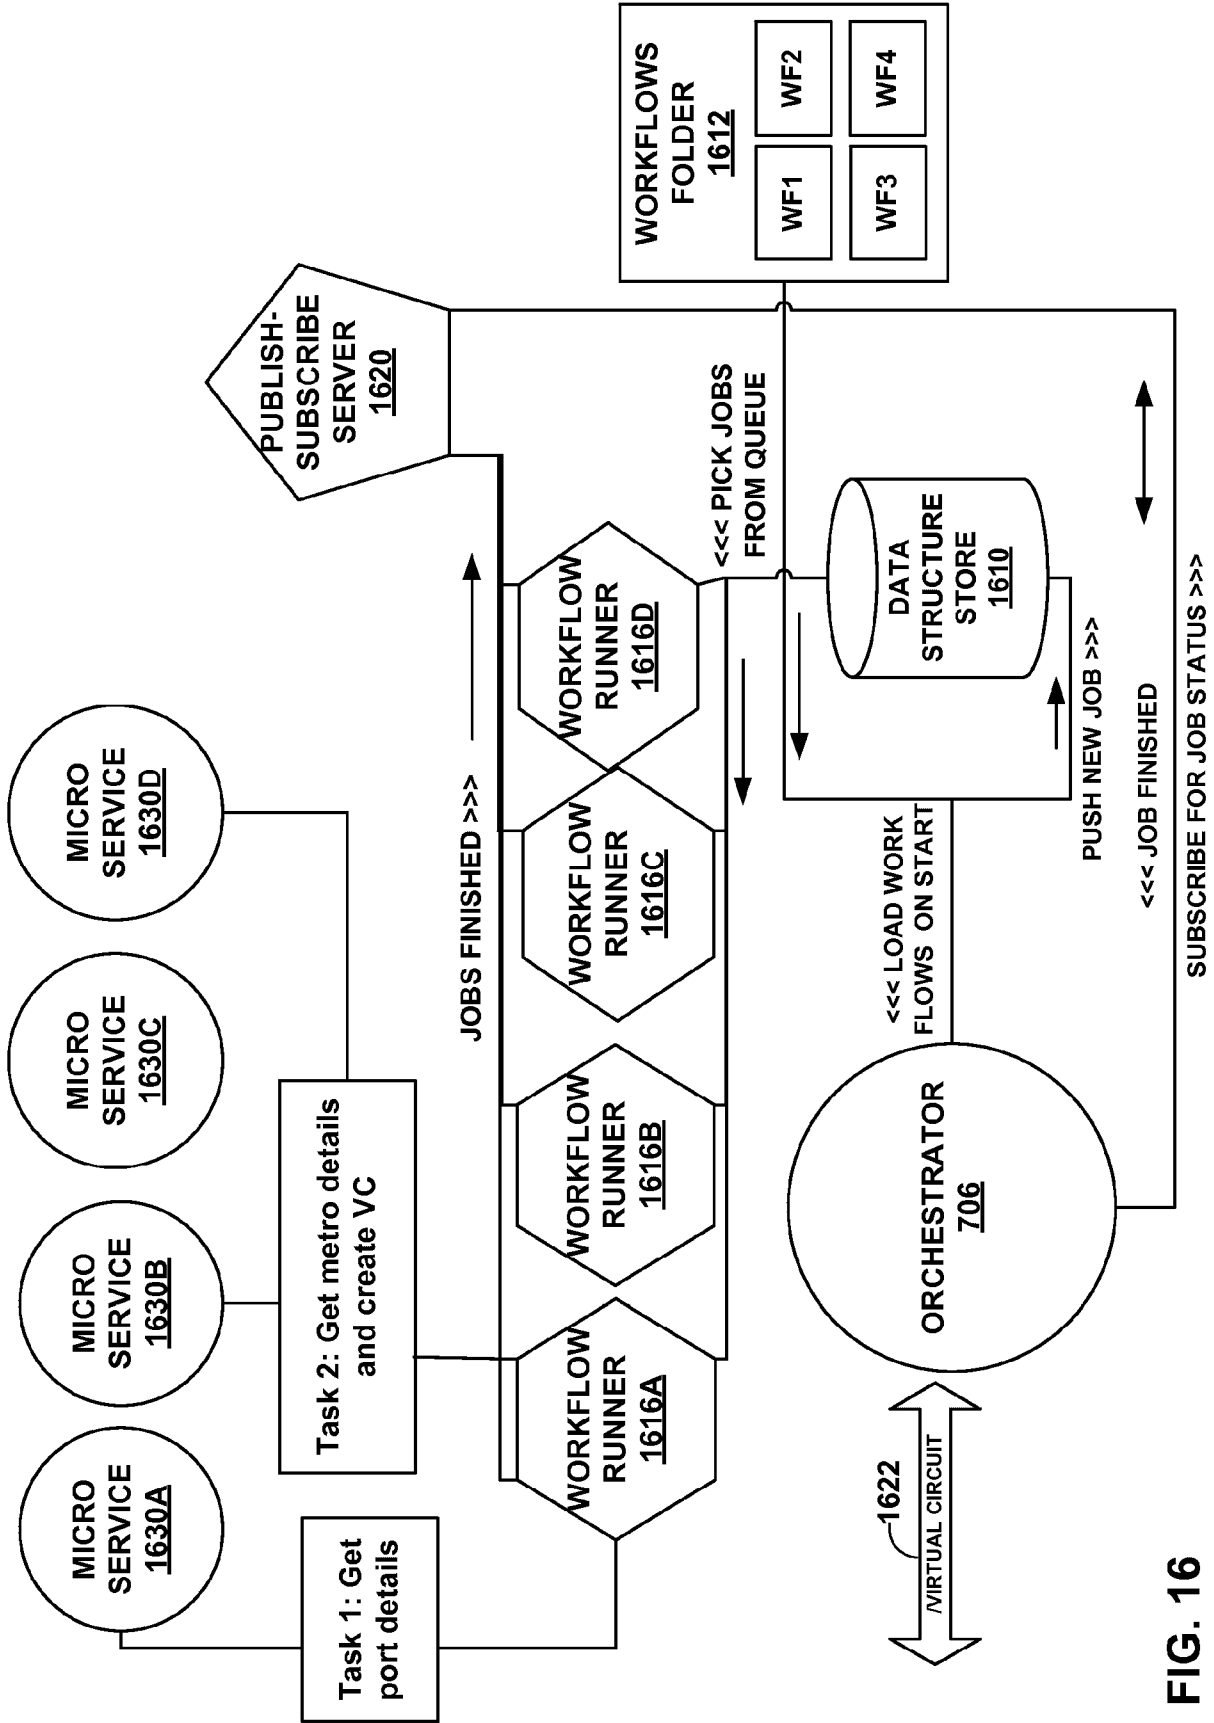 MICRO
SERVICE
1630A
MICRO
SERVICE
1630B
MICRO
SERVICE
1630C
MICRO
SERVICE
1630D
Task 1: Get
port details
Task 2: Get metro details
and create VC
JOBS FINISHED >>>
PUBLISH-
SUBSCRIBE
SERVER
1620
WORKFLOW
RUNNER
1616A
WORKFLOW
RUNNER
1616B
WORKFLOW
RUNNER
1616C
WORKFLOW
RUNNER
1616D
<<< PICK JOBS
FROM QUEUE
WORKFLOWS
FOLDER
1612
WF1
WF2
WF3
WF4
1622
/VIRTUAL CIRCUIT
ORCHESTRATOR
706
<<< LOAD WORK
FLOWS ON START
DATA
STRUCTURE
STORE
1610
PUSH NEW JOB >>>
<<< JOB FINISHED
SUBSCRIBE FOR JOB STATUS >>>
FIG. 16